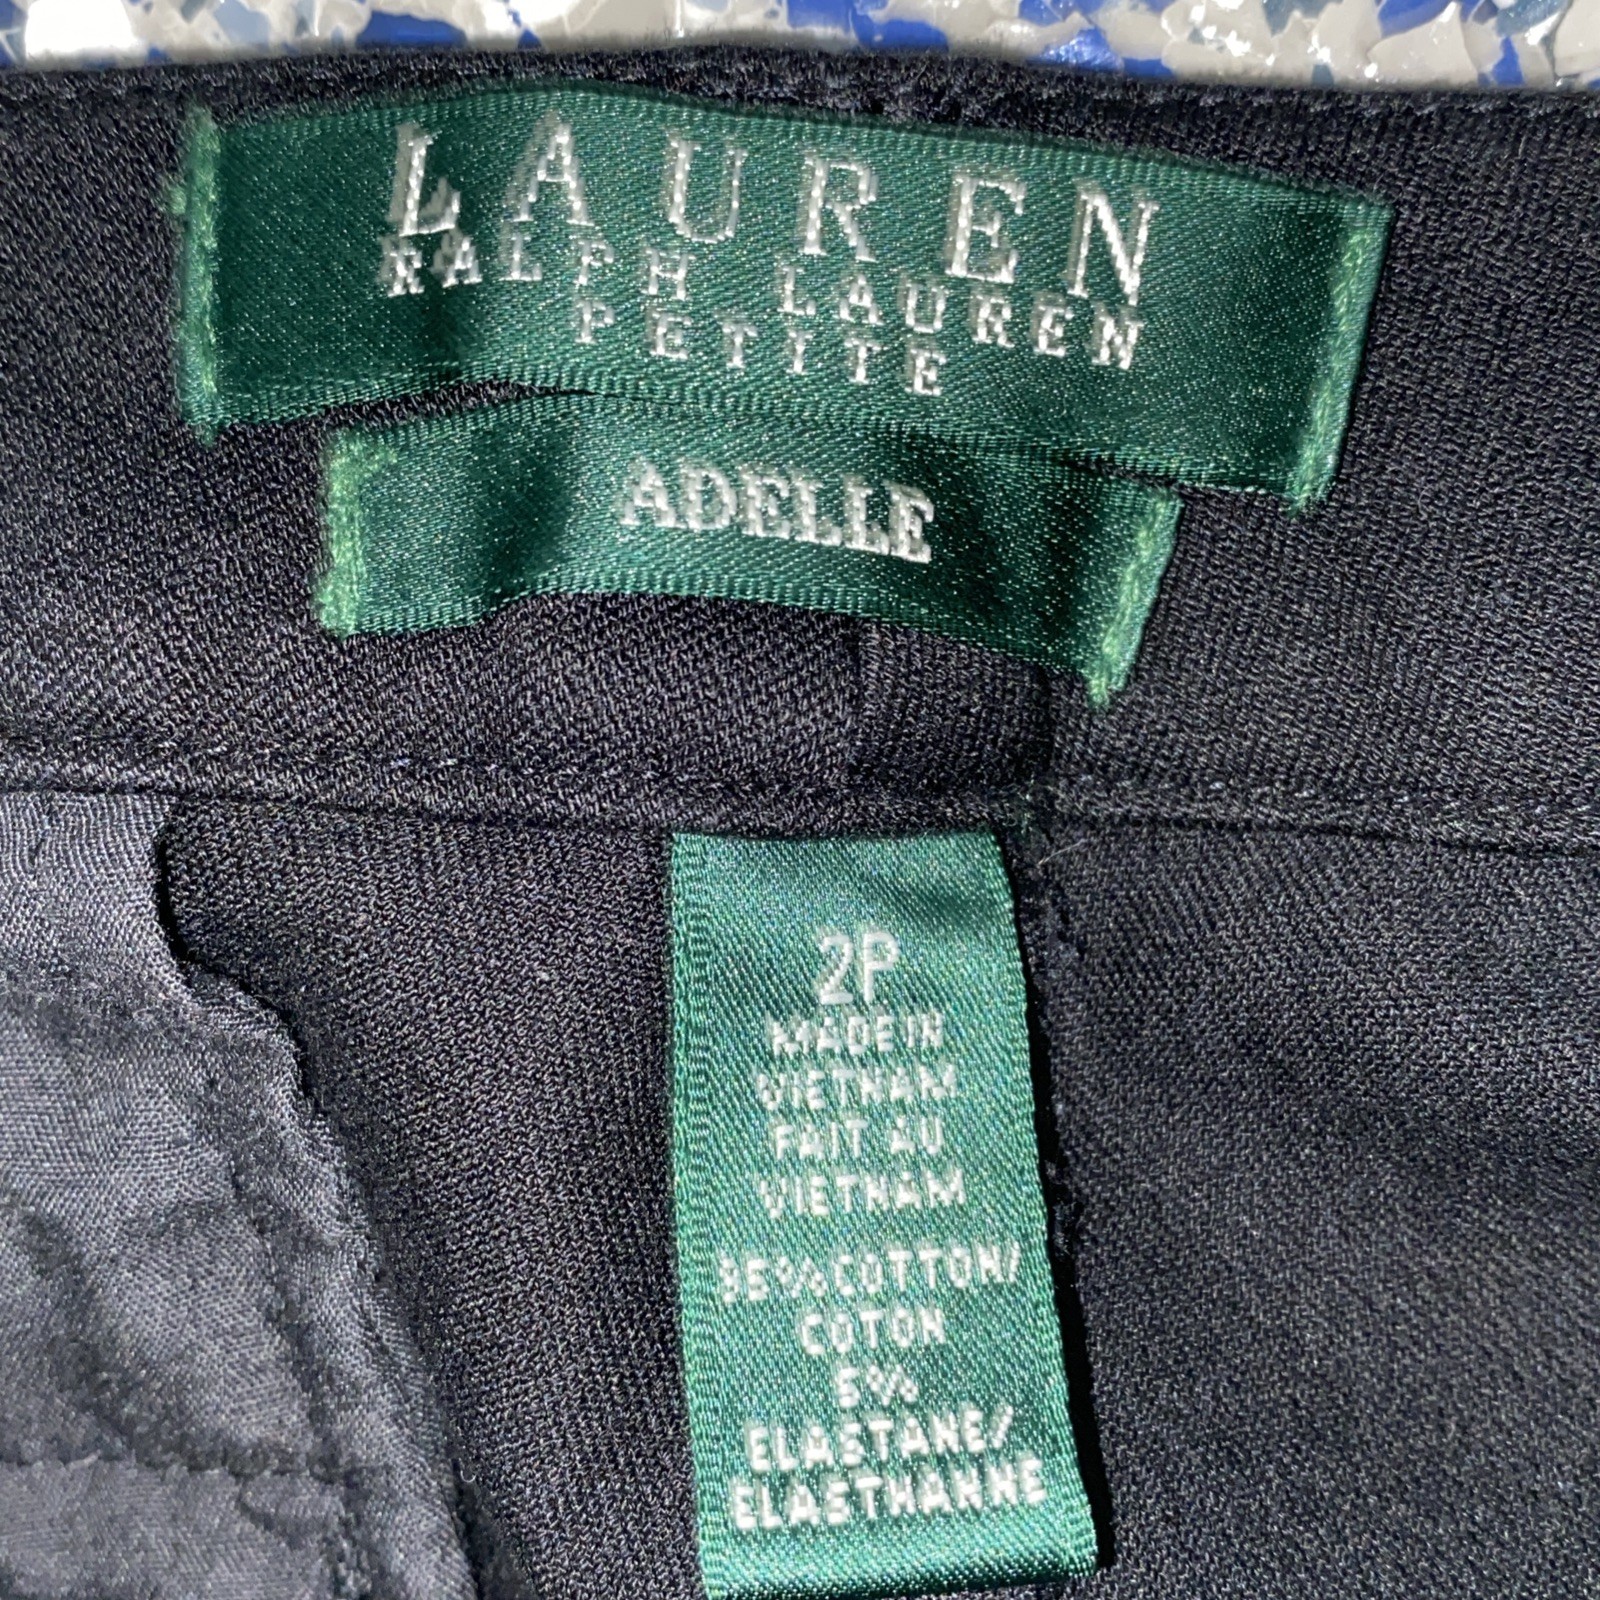 LAUREN
RALPH LAUREN
PETITE
ADELLE
2P
MADE IN
VIETNAM
FAIT AU
VIETNAM
95% COTTON/
COTON
5%
ELASTANE/
ELASTHANNE